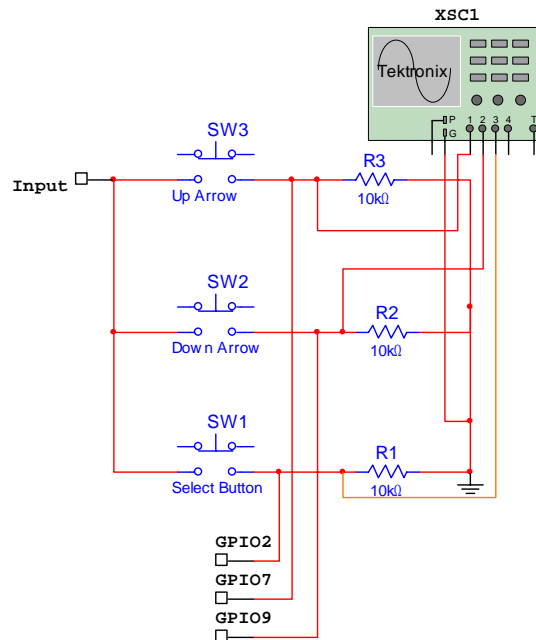 XSC1
Tektronix
P
G
1 2 3 4
T
SW3
Input
Up Arrow
R3
10kΩ
SW2
Down Arrow
R2
10kΩ
SW1
Select Button
R1
10kΩ
GPIO2
GPIO7
GPIO9